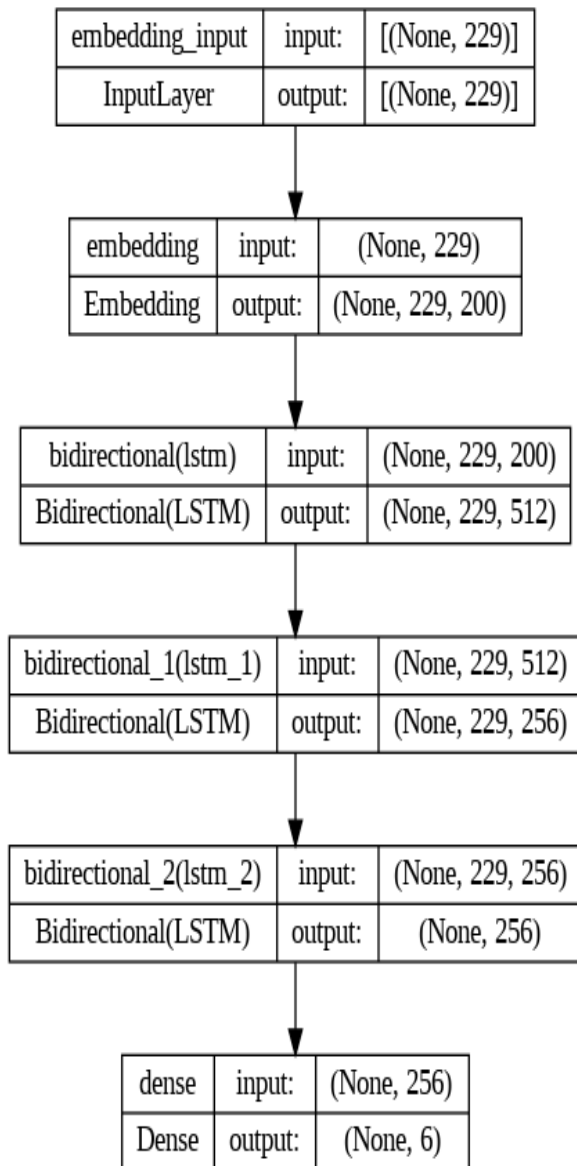 embedding_input input: [(None, 229)]
InputLayer output: [(None, 229)]
embedding input: (None, 229)
Embedding output: (None, 229, 200)
bidirectional(lstm) input: (None, 229, 200)
Bidirectional(LSTM) output: (None, 229, 512)
bidirectional_1(lstm_1) input: (None, 229, 512)
Bidirectional(LSTM) output: (None, 229, 256)
bidirectional_2(lstm_2) input: (None, 229, 256)
Bidirectional(LSTM) output: (None, 256)
dense input: (None, 256)
Dense output: (None, 6)